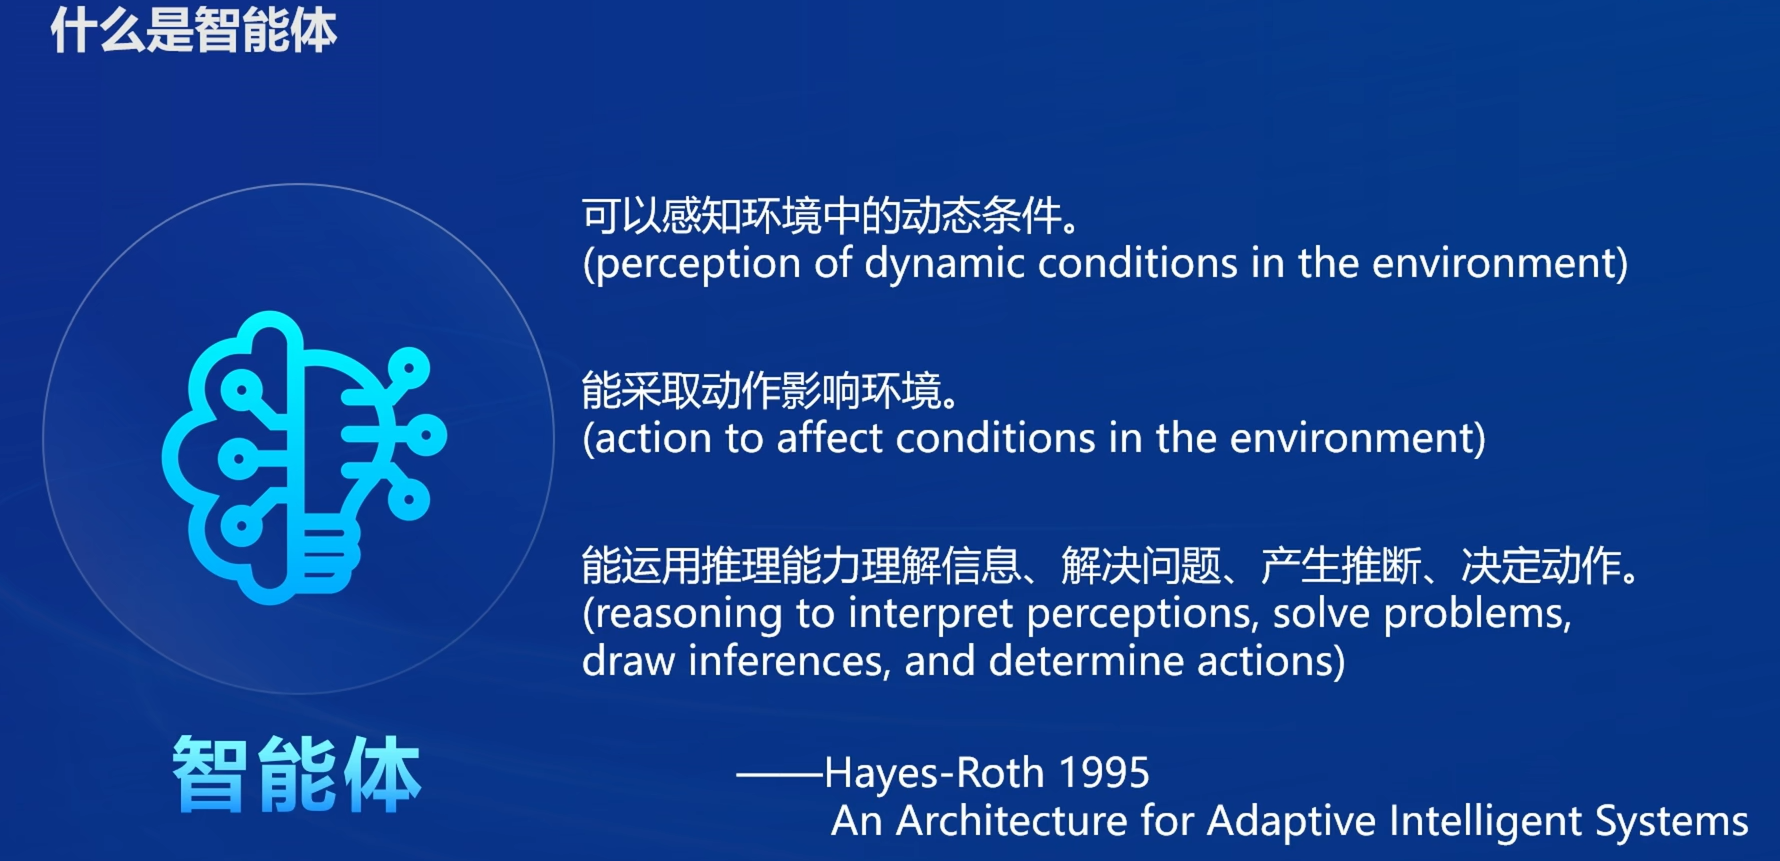 什么是智能体
可以感知环境中的动态条件。
(perception of dynamic conditions in the environment)
能采取动作影响环境。
(action to affect conditions in the environment)
能运用推理能力理解信息、解决问题、产生推断、决定动作。
(reasoning to interpret perceptions, solve problems,
draw inferences, and determine actions)
智能体
——Hayes-Roth 1995
An Architecture for Adaptive Intelligent Systems